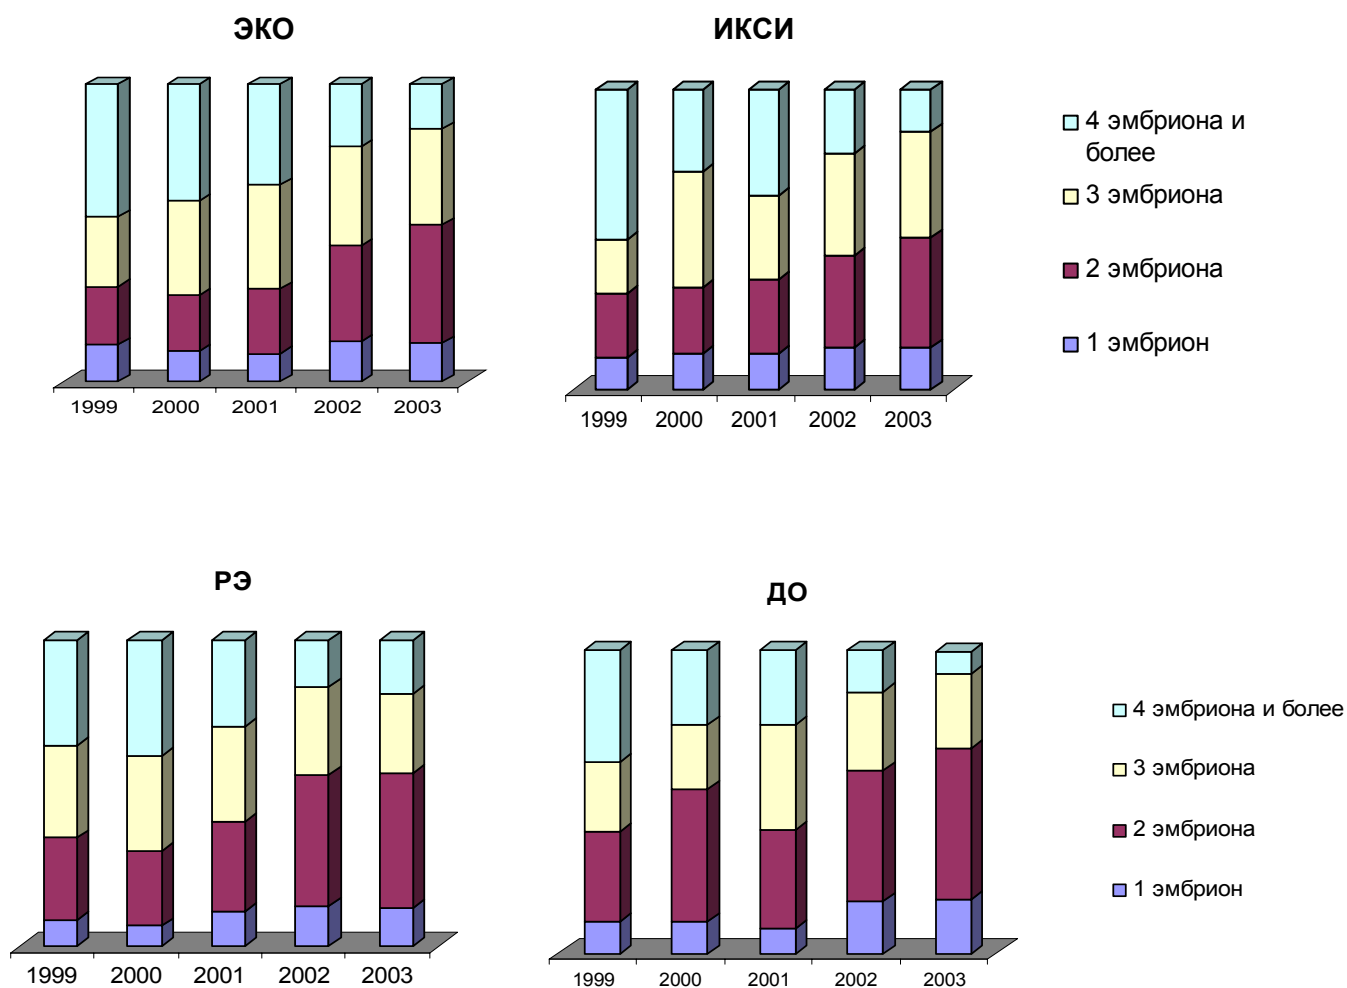 ЭКО
1999 2000 2001 2002 2003
ИКСИ
1999 2000 2001 2002 2003
4 эмбриона и
более
3 эмбриона
2 эмбриона
1 эмбрион
РЭ
1999 2000 2001 2002 2003
ДО
1999 2000 2001 2002 2003
4 эмбриона и более
3 эмбриона
2 эмбриона
1 эмбрион